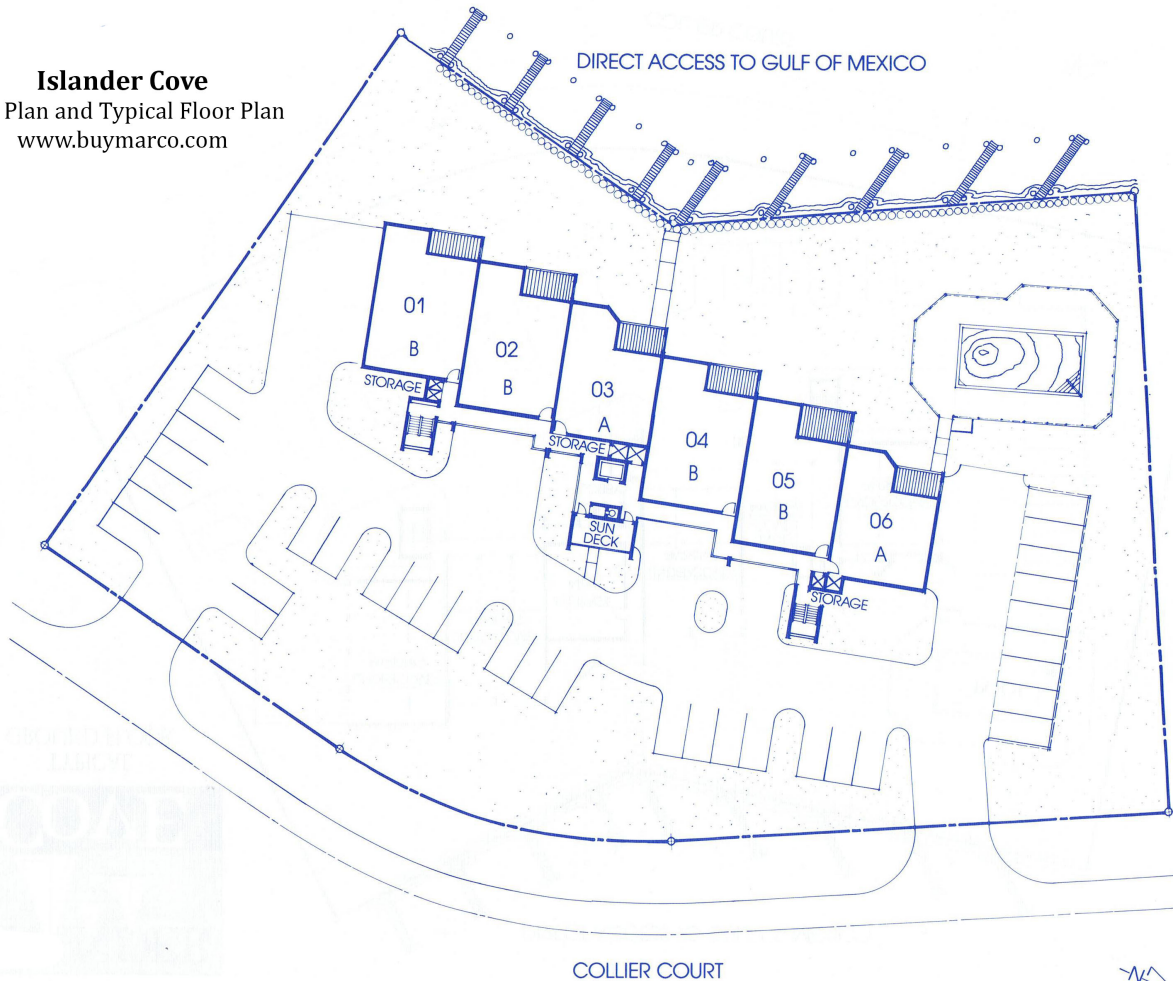 Islander Cove
Plan and Typical Floor Plan
www.buymarco.com
DIRECT ACCESS TO GULF OF MEXICO
01
B
02
B
03
A
04
B
05
B
06
A
STORAGE
STORAGE
SUN
DECK
STORAGE
COLLIER COURT